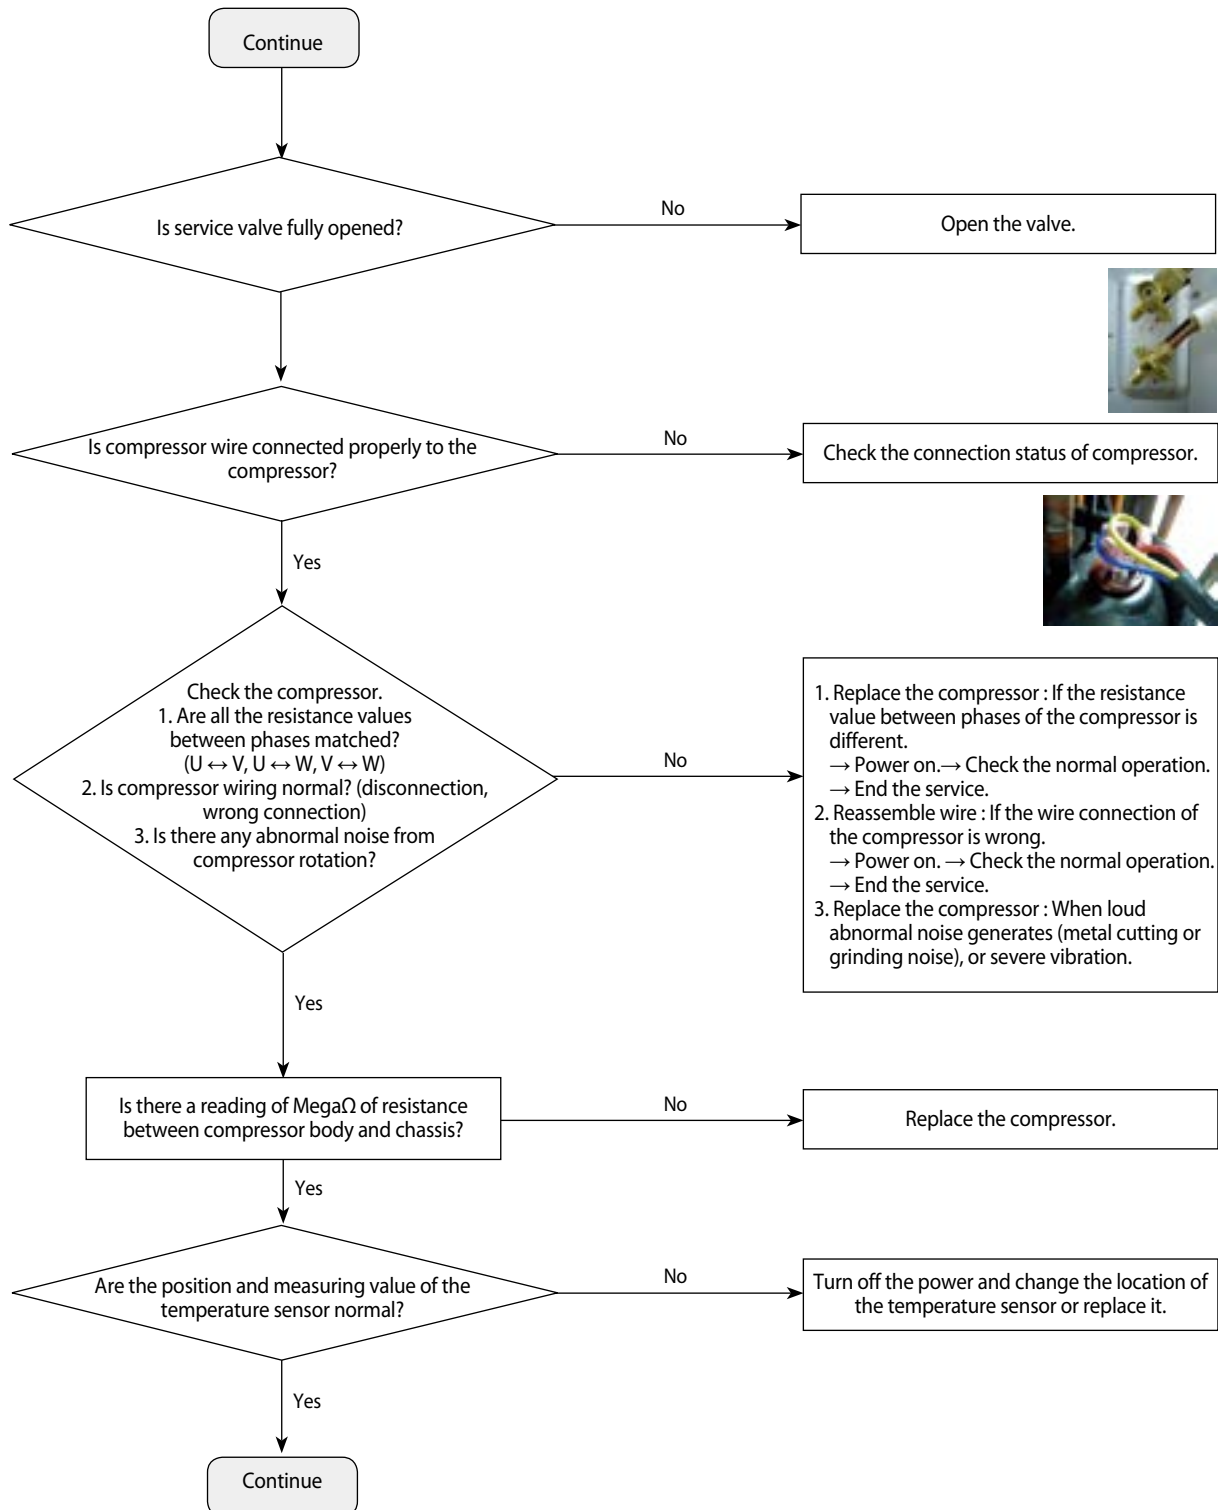 Continue
Is service valve fully opened?
No
Open the valve.
Is compressor wire connected properly to the
compressor?
No
Check the connection status of compressor.
Yes
Check the compressor.
1. Are all the resistance values
between phases matched?
(U ↔ V, U ↔ W, V ↔ W)
2. Is compressor wiring normal? (disconnection,
wrong connection)
3. Is there any abnormal noise from
compressor rotation?
No
1. Replace the compressor : If the resistance
value between phases of the compressor is
different.
→ Power on.→ Check the normal operation.
→ End the service.
2. Reassemble wire : If the wire connection of
the compressor is wrong.
→ Power on. → Check the normal operation.
→ End the service.
3. Replace the compressor : When loud
abnormal noise generates (metal cutting or
grinding noise), or severe vibration.
Yes
Is there a reading of MegaΩ of resistance
between compressor body and chassis?
No
Replace the compressor.
Yes
Are the position and measuring value of the
temperature sensor normal?
No
Turn off the power and change the location of
the temperature sensor or replace it.
Yes
Continue